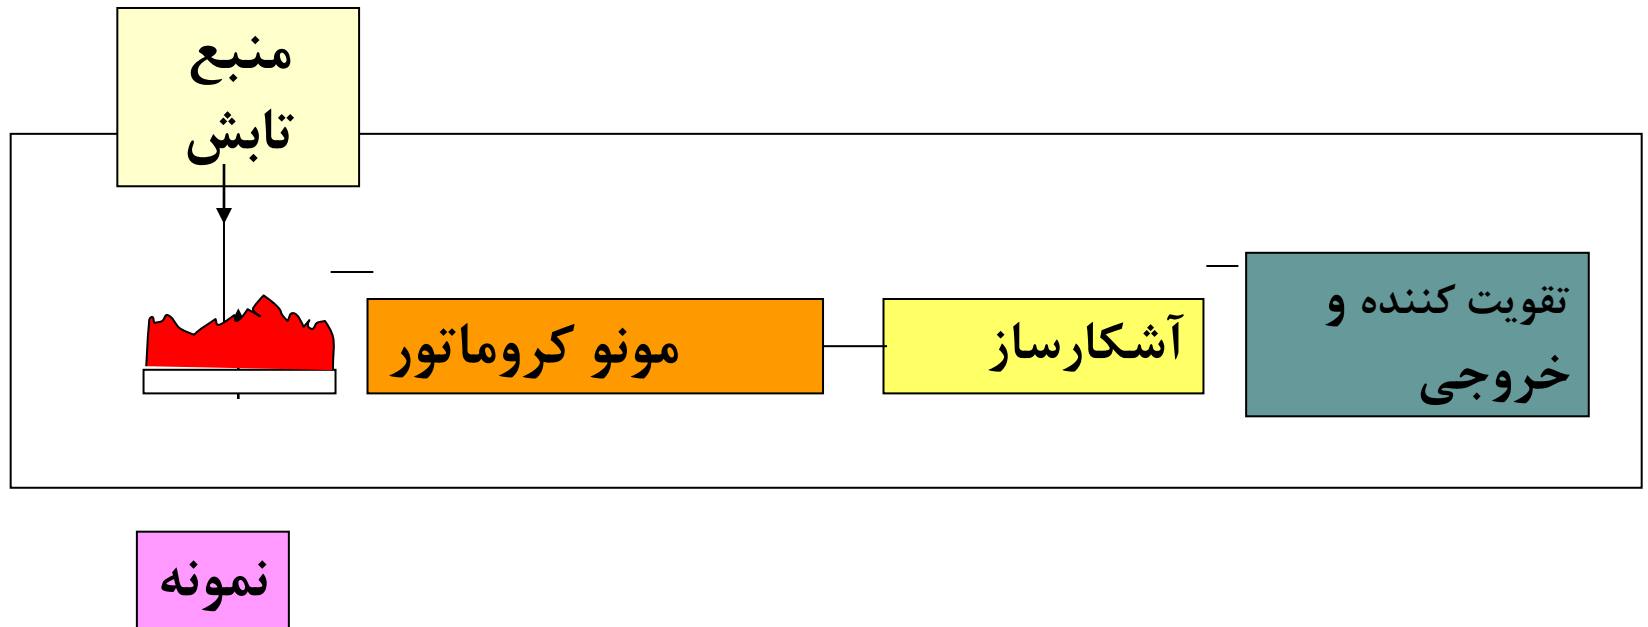 منبع
تابش
مونو کروماتور
آشکارساز
تقویت کننده و
خروجی
نمونه